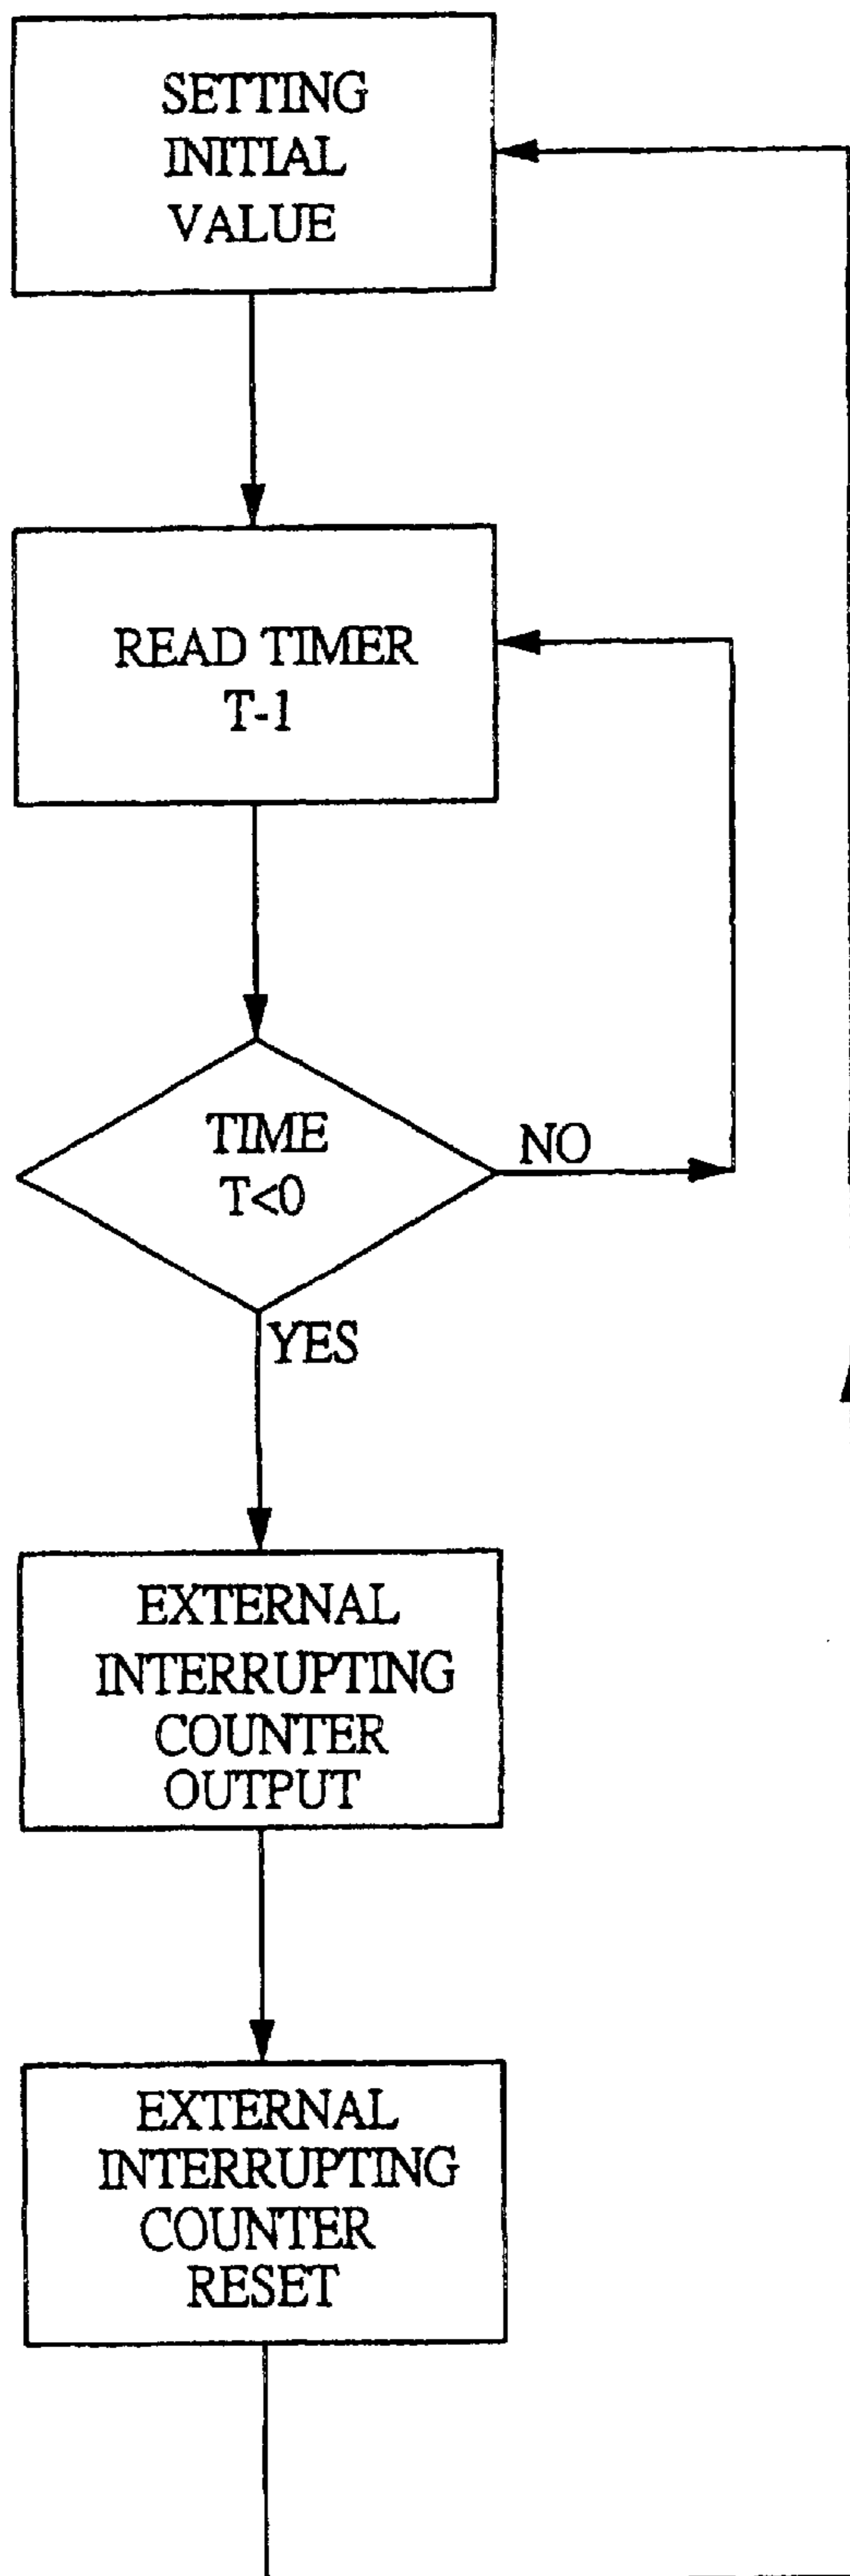 SETTING
INITIAL
VALUE
READ TIMER
T-1
TIME
T<0
NO
YES
EXTERNAL
INTERRUPTING
COUNTER
OUTPUT
EXTERNAL
INTERRUPTING
COUNTER
RESET